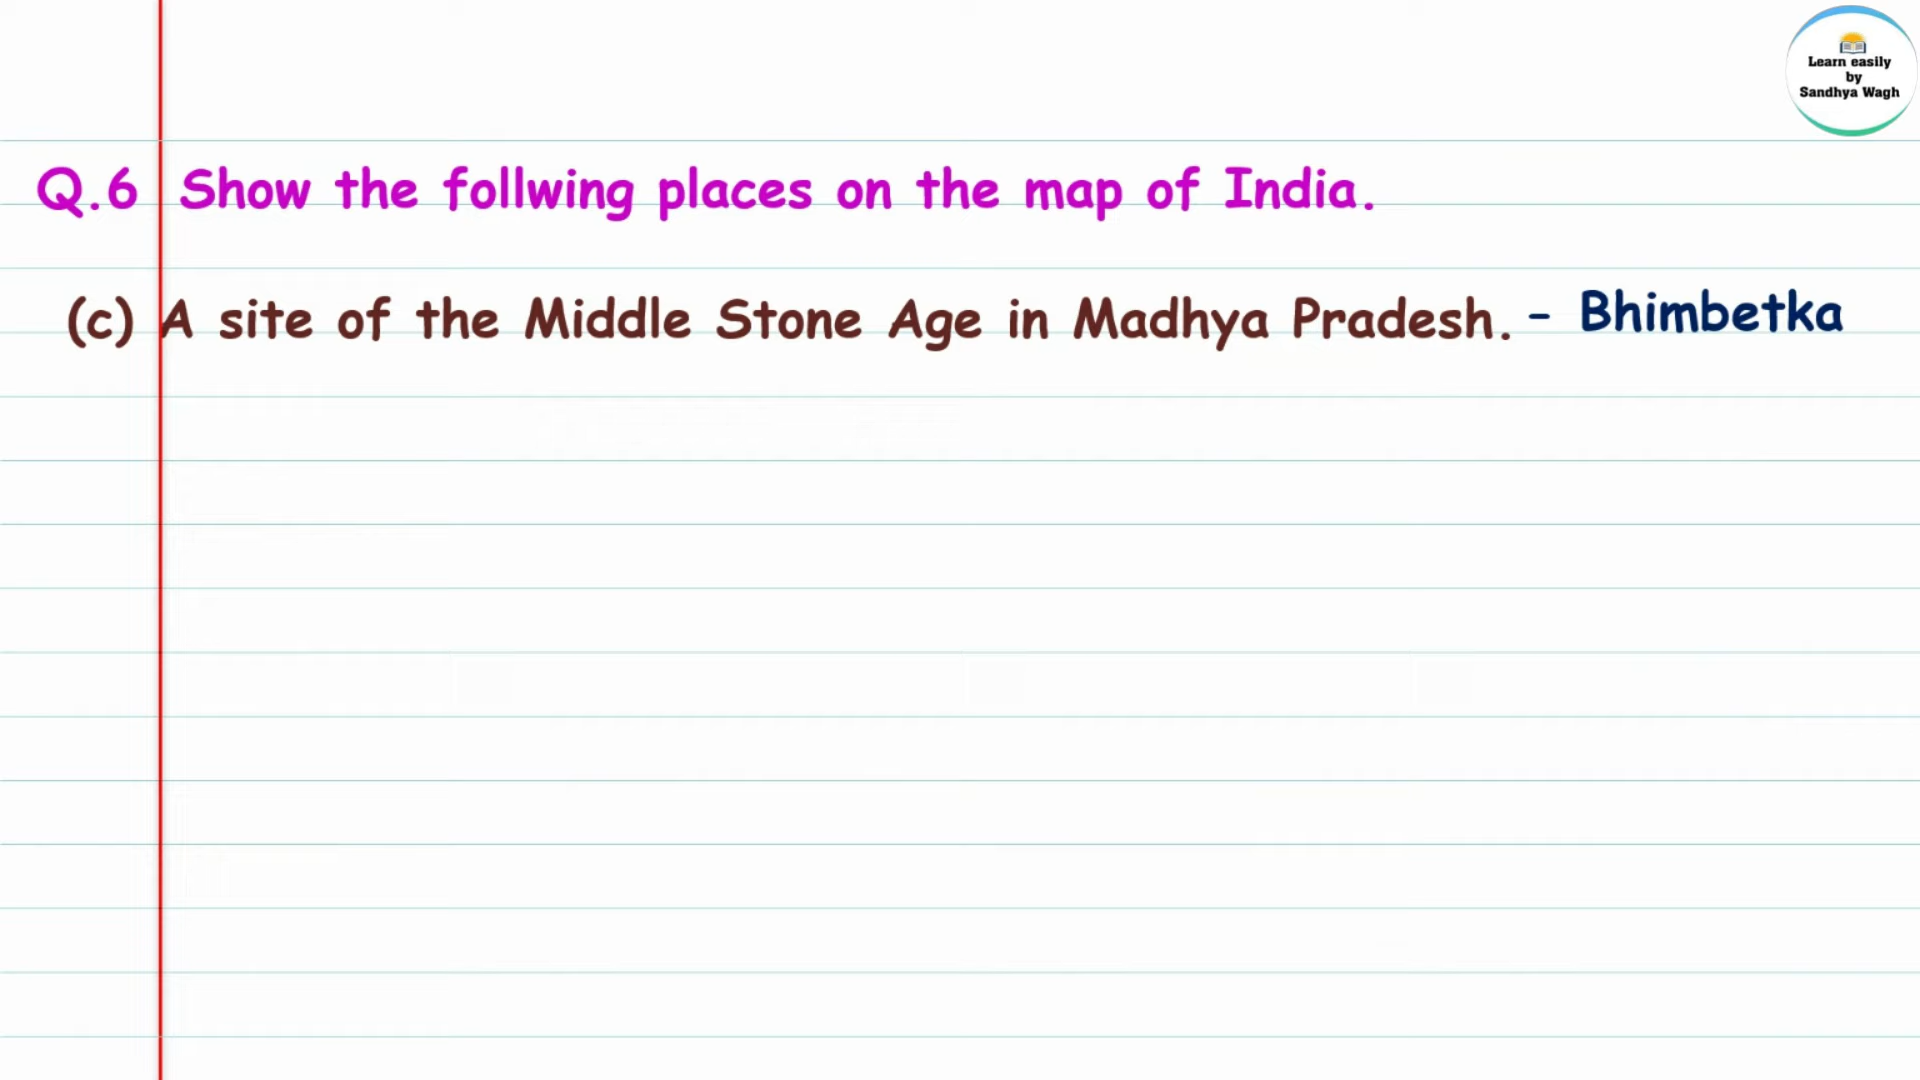 Learn easily
by
Sandhya Wagh
Q.6 Show the follwing places on the map of India.
(c) A site of the Middle Stone Age in Madhya Pradesh. - Bhimbetka